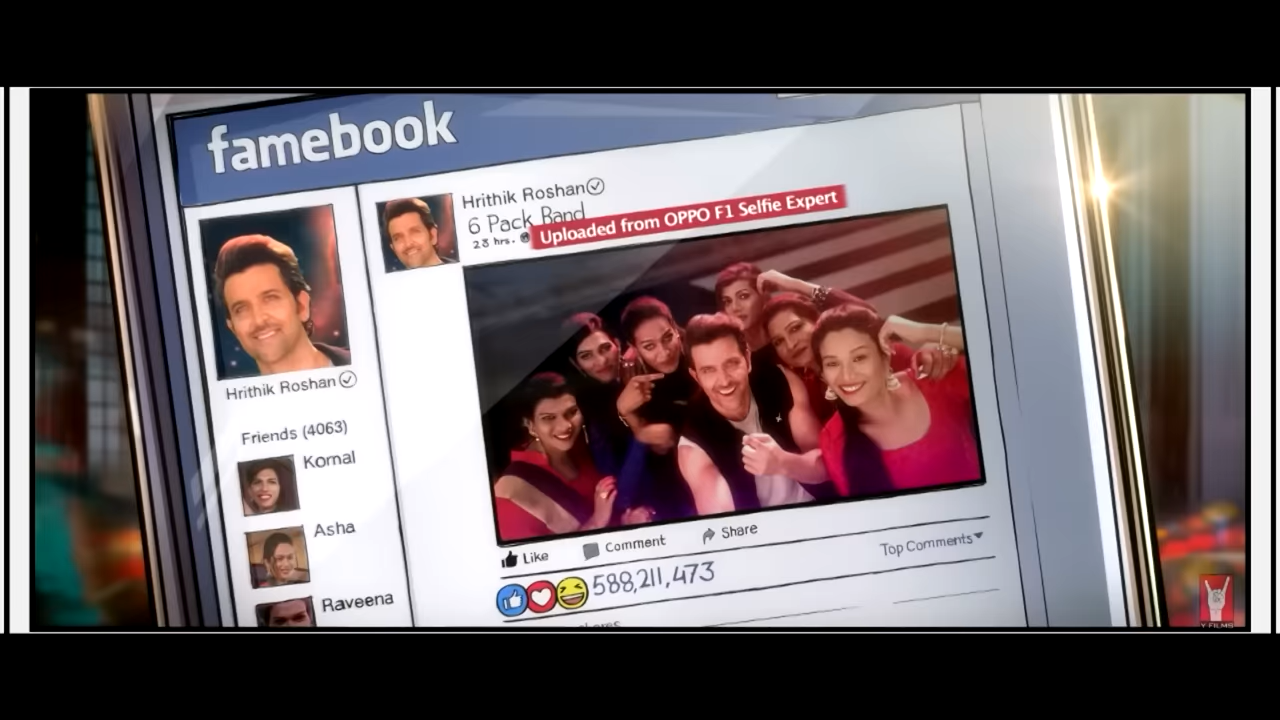 famebook
Hrithik Roshan
6 Pack Band
23 hrs.
Uploaded from OPPO F1 Selfie Expert
Hrithik Roshan
Friends (4063)
Komal
Asha
Raveena
Like
Comment
Share
Top Comments
588,211,473
Y FILMS